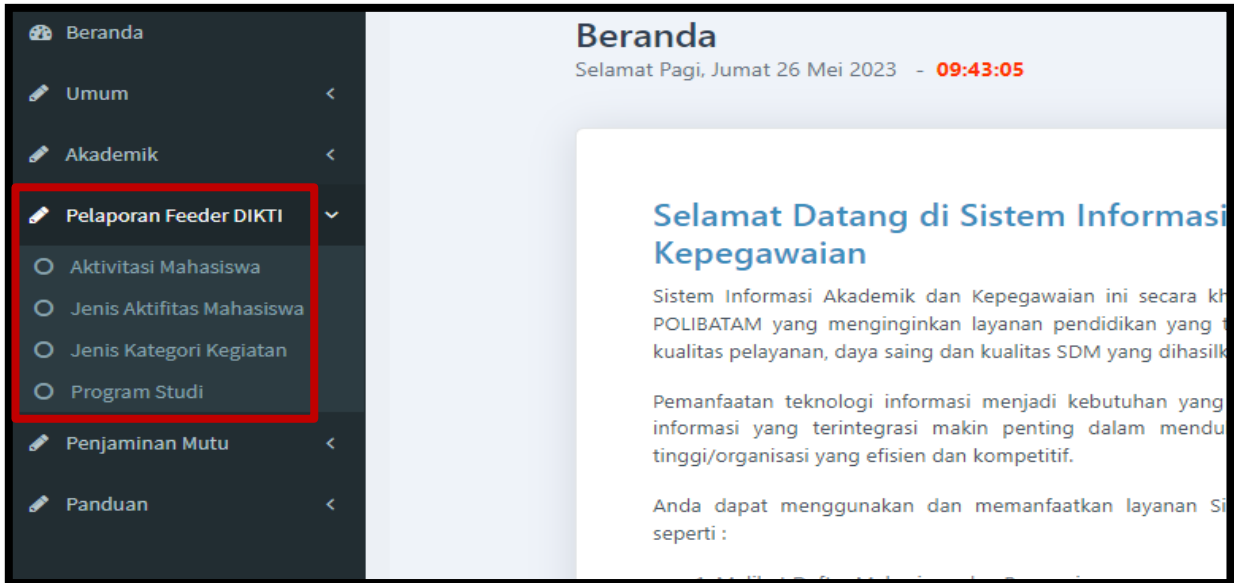 Beranda
Umum
Akademik
Pelaporan Feeder DIKTI
Aktivitasi Mahasiswa
Jenis Aktifitas Mahasiswa
Jenis Kategori Kegiatan
Program Studi
Penjaminan Mutu
Panduan
Beranda
Selamat Pagi, Jumat 26 Mei 2023 - 09:43:05
Selamat Datang di Sistem Informasi
Kepegawaian
Sistem Informasi Akademik dan Kepegawaian ini secara kh
POLIBATAM yang menginginkan layanan pendidikan yang t
kualitas pelayanan, daya saing dan kualitas SDM yang dihasilk
Pemanfaatan teknologi informasi menjadi kebutuhan yang
informasi yang terintegrasi makin penting dalam mendu
tinggi/organisasi yang efisien dan kompetitif.
Anda dapat menggunakan dan memanfaatkan layanan Si
seperti :